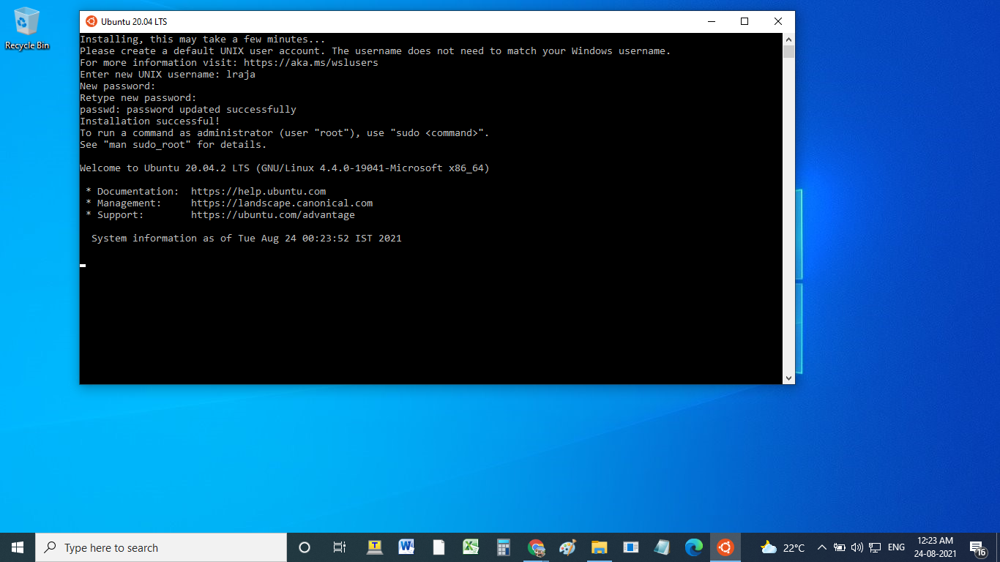 Recycle Bin
Ubuntu 20.04 LTS
Installing, this may take a few minutes...
Please create a default UNIX user account. The username does not need to match your Windows username.
For more information visit: https://aka.ms/wslusers
Enter new UNIX username: lraja
New password:
Retype new password:
passwd: password updated successfully
Installation successful!
To run a command as administrator (user "root"), use "sudo <command>".
See "man sudo_root" for details.
Welcome to Ubuntu 20.04.2 LTS (GNU/Linux 4.4.0-19041-Microsoft x86_64)
* Documentation:  https://help.ubuntu.com
* Management:     https://landscape.canonical.com
* Support:        https://ubuntu.com/advantage
System information as of Tue Aug 24 00:23:52 IST 2021
Type here to search
T
W
X
22°C
ENG
12:23 AM
24-08-2021
16